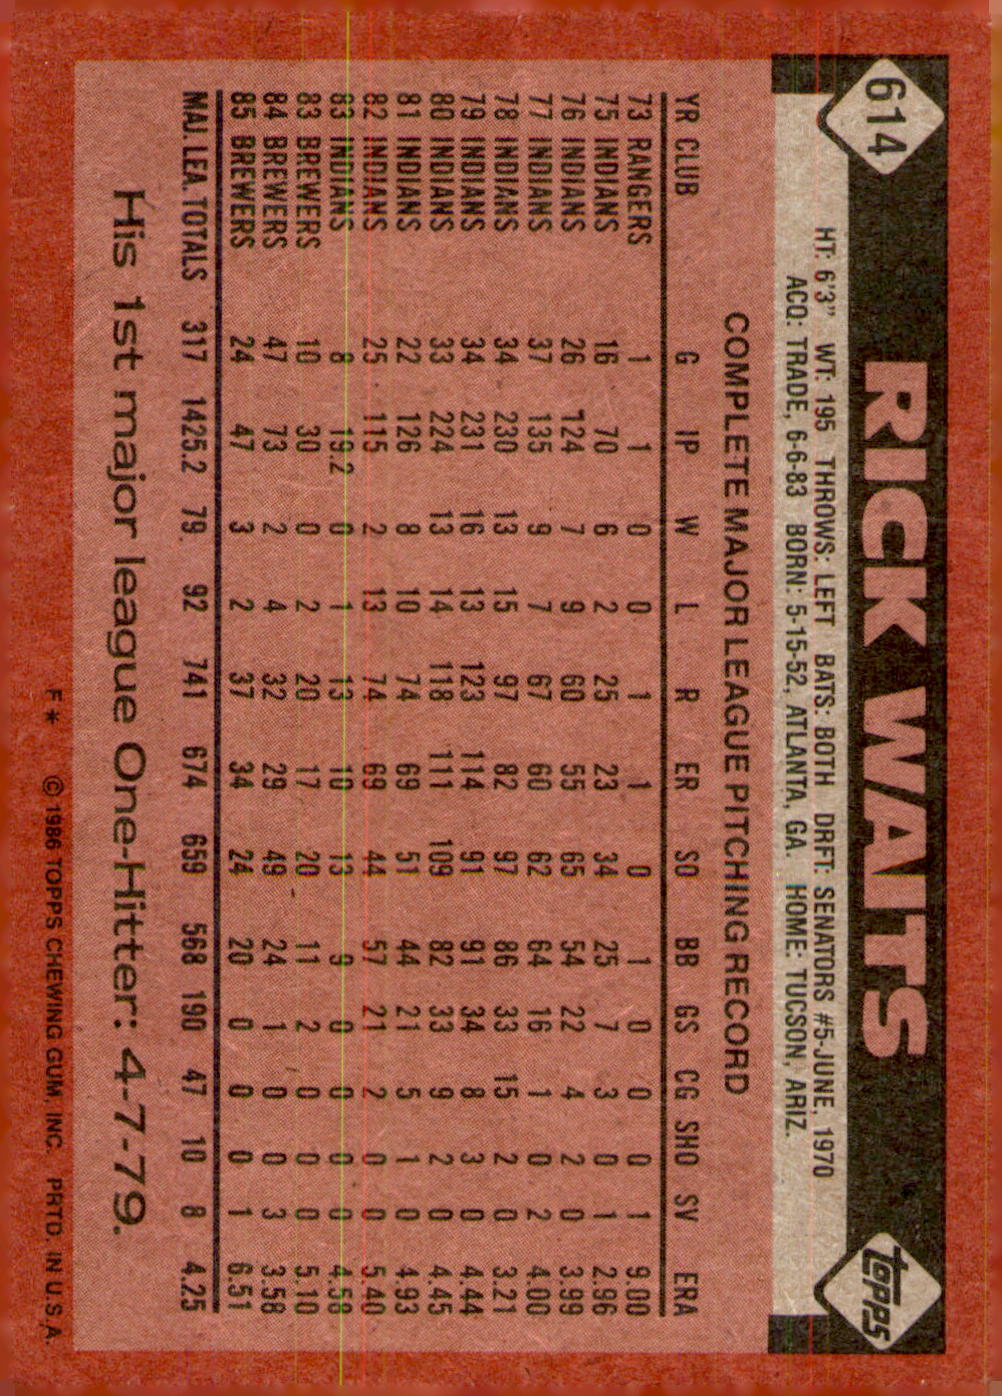 614
RICK WAITS
topps
HT: 6'3" WT: 195 THROWS: LEFT BATS: BOTH DRFT: SENATORS #5-JUNE, 1970
ACQ: TRADE, 6-6-83 BORN: 5-15-52, ATLANTA, GA. HOME: TUCSON, ARIZ.
COMPLETE MAJOR LEAGUE PITCHING RECORD
YR CLUB G IP W L R ER SO BB GS CG SHO SV ERA
73 RANGERS 1 1 0 0 1 1 0 1 0 0 0 1 9.00
75 INDIANS 16 70 6 2 25 23 34 25 7 3 0 1 2.96
76 INDIANS 26 124 7 9 60 55 65 54 22 4 2 0 3.99
77 INDIANS 37 135 9 7 67 60 62 64 16 1 0 2 4.00
78 INDIANS 34 230 13 15 97 82 97 86 33 15 2 0 3.21
79 INDIANS 34 231 16 13 123 114 91 91 34 8 3 0 4.44
80 INDIANS 33 224 13 14 118 111 109 82 33 9 2 0 4.45
81 INDIANS 22 126 8 10 74 69 51 44 21 5 1 0 4.93
82 INDIANS 25 115 2 13 74 69 44 57 21 2 0 0 5.40
83 INDIANS 8 19.2 0 1 13 10 13 9 0 0 0 0 4.58
83 BREWERS 10 30 0 2 20 17 20 11 2 0 0 0 5.10
84 BREWERS 47 73 2 4 32 29 49 24 1 0 0 3 3.58
85 BREWERS 24 47 3 2 37 34 24 20 0 0 0 1 6.51
MAJ. LEA. TOTALS 317 1425.2 79 92 741 674 659 568 190 47 10 8 4.25
His 1st major league One-Hitter: 4-7-79.
F* © 1986 TOPPS CHEWING GUM, INC. PRTD. IN U.S.A.